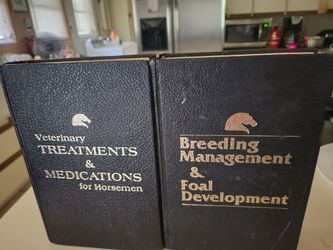 Veterinary
TREATMENTS
&
MEDICATIONS
for Horsemen
Breeding
Management
&
Foal
Development